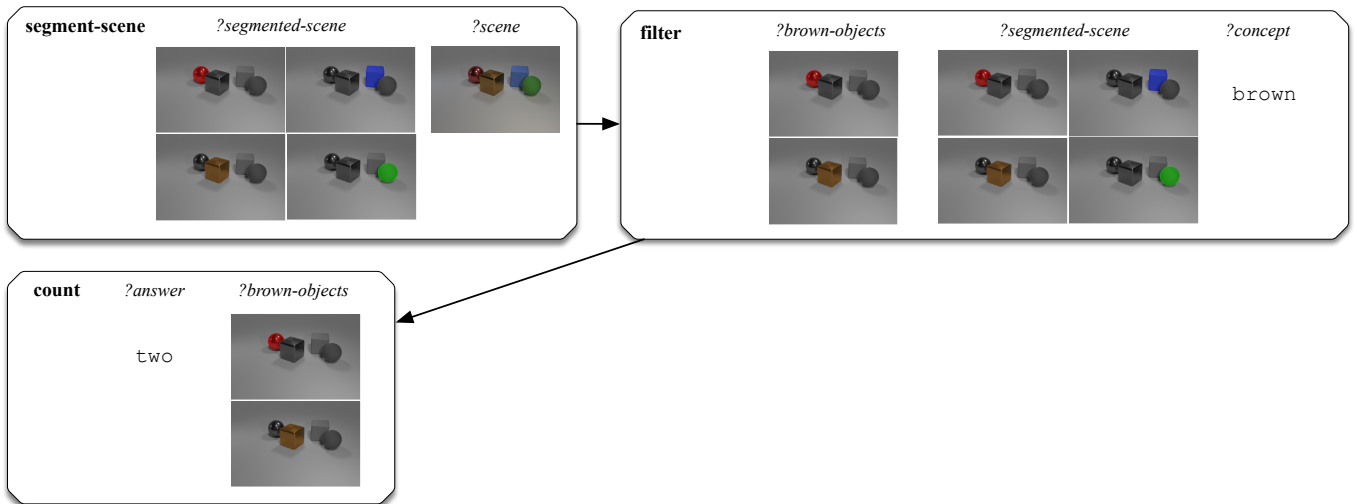 segment-scene ?segmented-scene ?scene
filter ?brown-objects ?segmented-scene ?concept
brown
count ?answer ?brown-objects
two